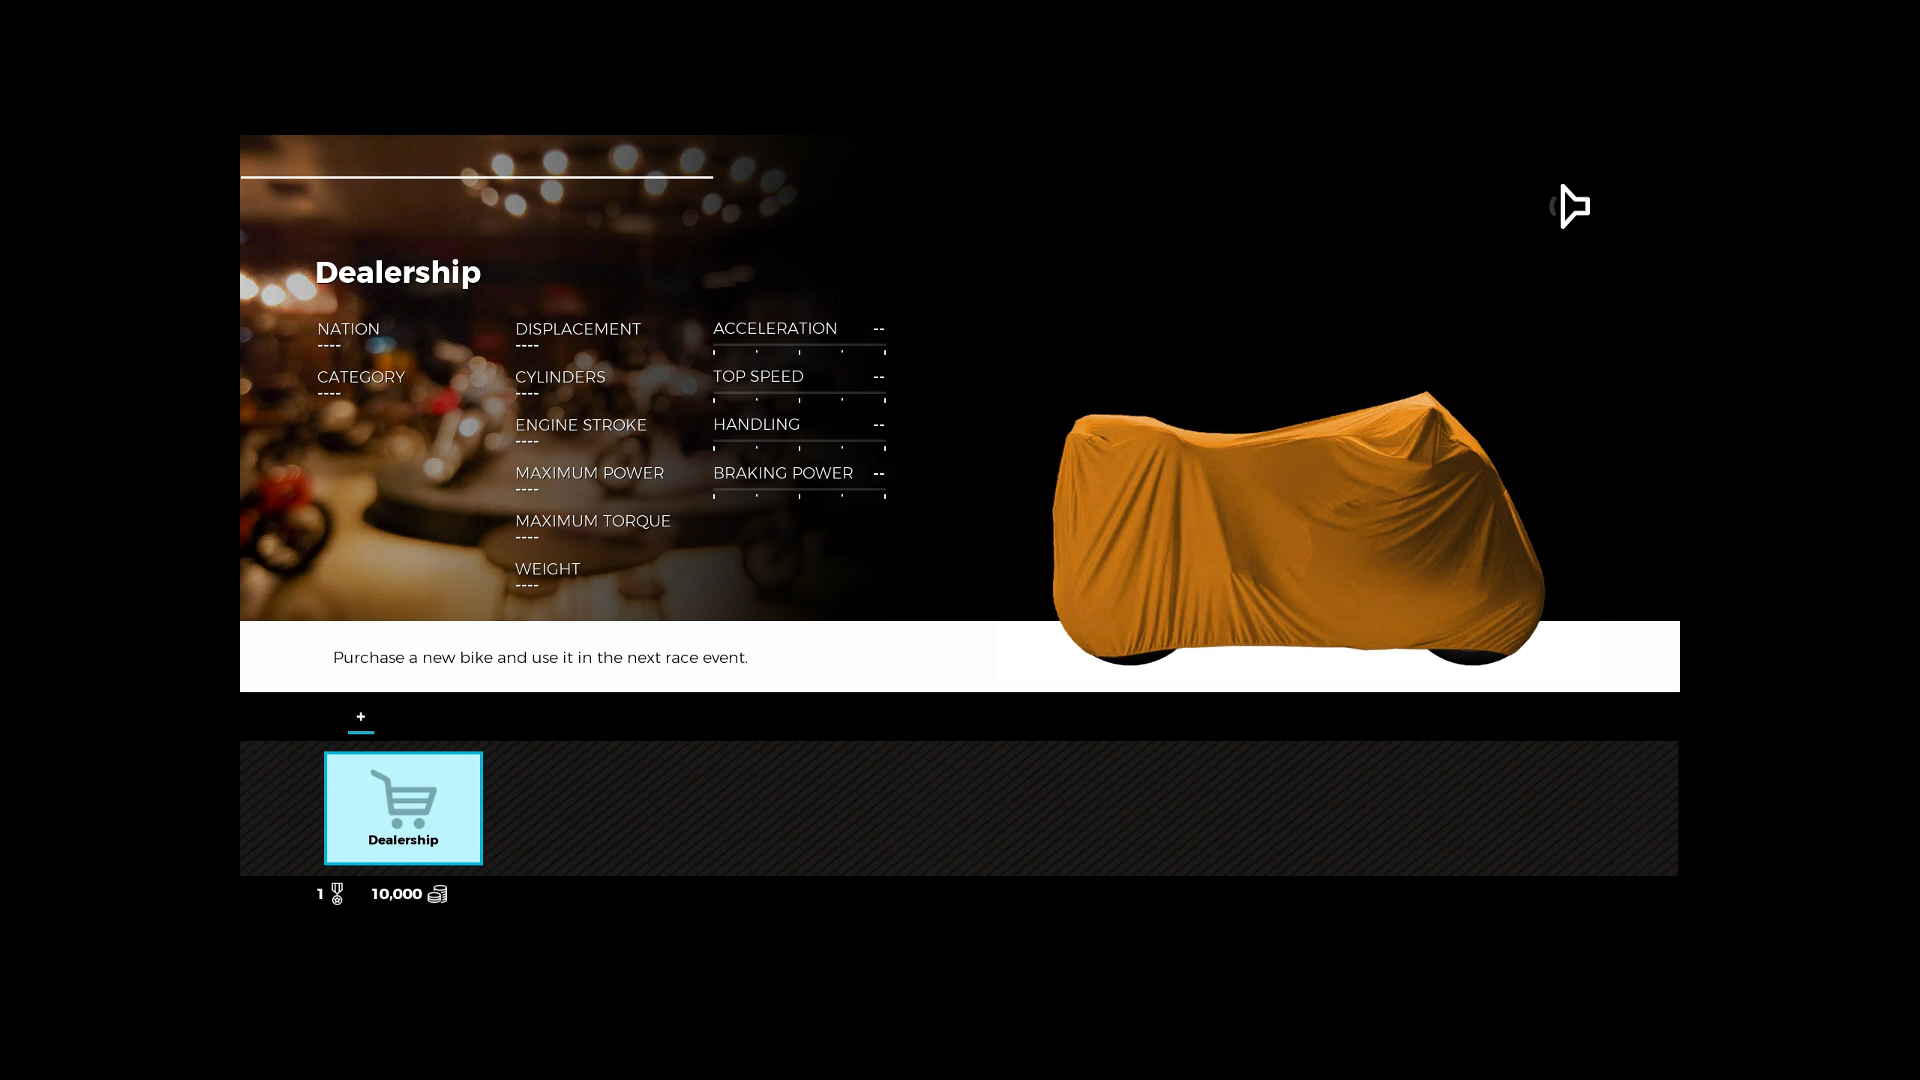 Dealership
NATION
----
CATEGORY
----
DISPLACEMENT
----
CYLINDERS
----
ENGINE STROKE
----
MAXIMUM POWER
----
MAXIMUM TORQUE
----
WEIGHT
----
ACCELERATION --
TOP SPEED --
HANDLING --
BRAKING POWER --
Purchase a new bike and use it in the next race event.
+
Dealership
1 10,000